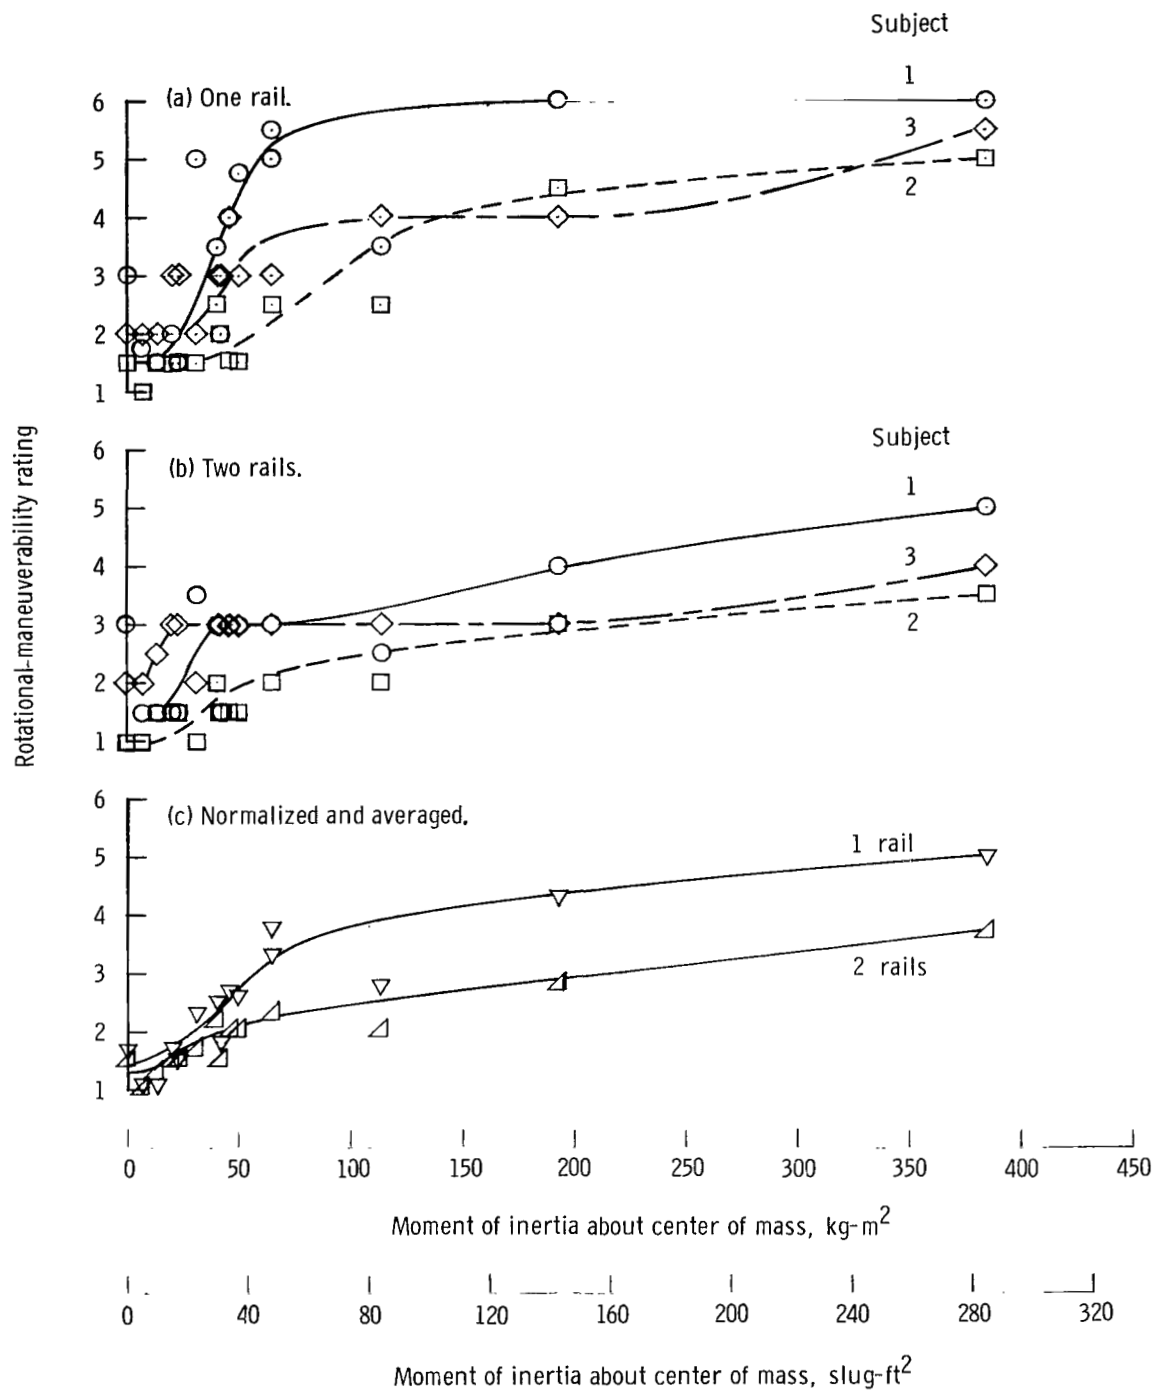 Subject
1
6
(a) One rail.
3
5
2
4
3
2
1
Rotational-maneuverability rating
Subject
6
(b) Two rails.
1
5
3
4
2
3
2
1
6
(c) Normalized and averaged.
1 rail
5
4
2 rails
3
2
1
0 50 100 150 200 250 300 350 400 450
Moment of inertia about center of mass, kg-m2
0 40 80 120 160 200 240 280 320
Moment of inertia about center of mass, slug-ft2